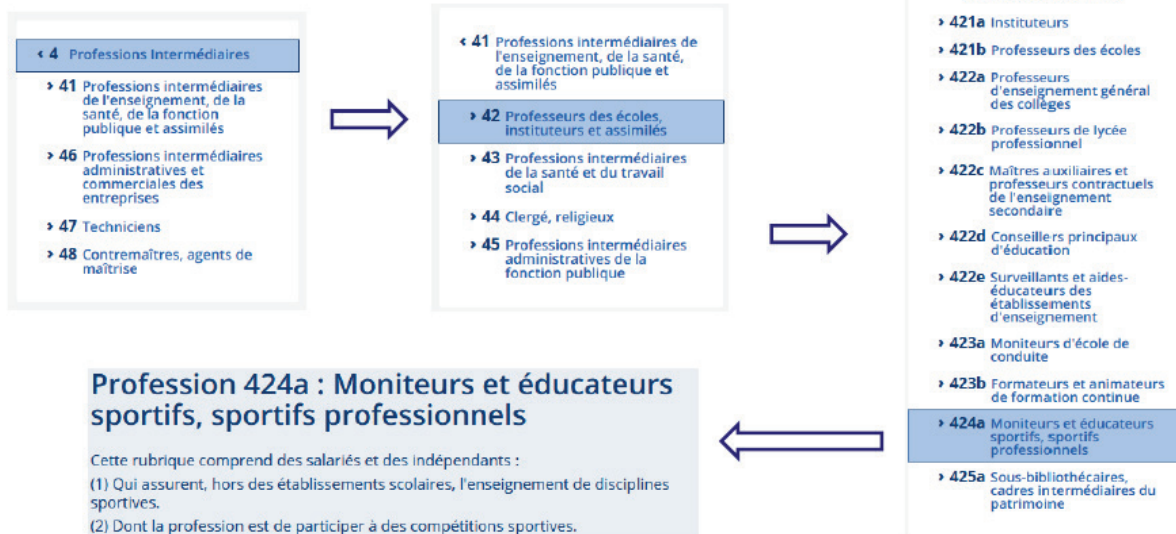 ‹ 4 Professions Intermédiaires
› 41 Professions intermédiaires
de l'enseignement, de la
santé, de la fonction
publique et assimilés
› 46 Professions intermédiaires
administratives et
commerciales des
entreprises
› 47 Techniciens
› 48 Contremaîtres, agents de
maîtrise
‹ 41 Professions intermédiaires de
l'enseignement, de la santé,
de la fonction publique et
assimilés
› 42 Professeurs des écoles,
instituteurs et assimilés
› 43 Professions intermédiaires
de la santé et du travail
social
› 44 Clergé, religieux
› 45 Professions intermédiaires
administratives de la
fonction publique
› 421a Instituteurs
› 421b Professeurs des écoles
› 422a Professeurs
d'enseignement général
des collèges
› 422b Professeurs de lycée
professionnel
› 422c Maîtres auxiliaires et
professeurs contractuels
de l'enseignement
secondaire
› 422d Conseillers principaux
d'éducation
› 422e Surveillants et aides-
éducateurs des
établissements
d'enseignement
› 423a Moniteurs d'école de
conduite
› 423b Formateurs et animateurs
de formation continue
› 424a Moniteurs et éducateurs
sportifs, sportifs
professionnels
› 425a Sous-bibliothécaires,
cadres intermédiaires du
patrimoine
Profession 424a : Moniteurs et éducateurs
sportifs, sportifs professionnels
Cette rubrique comprend des salariés et des indépendants :
(1) Qui assurent, hors des établissements scolaires, l'enseignement de disciplines
sportives.
(2) Dont la profession est de participer à des compétitions sportives.